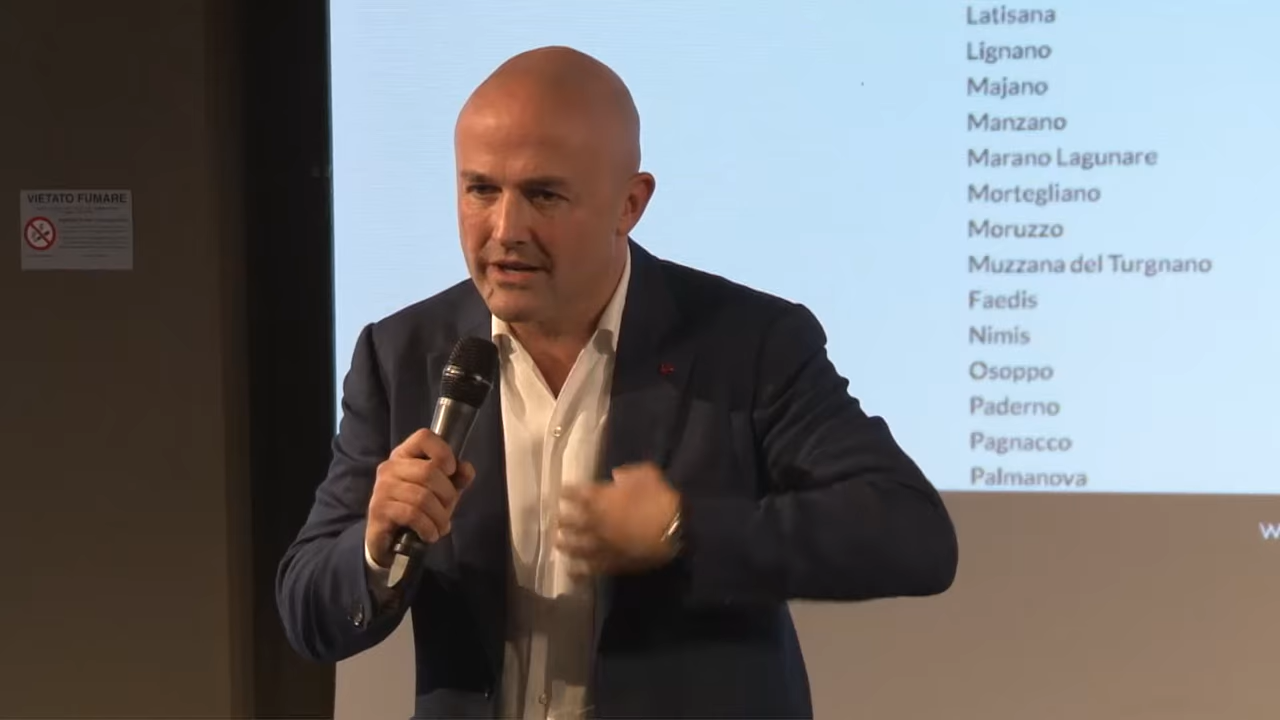 VIETATO FUMARE
Latisana
Lignano
Majano
Manzano
Marano Lagunare
Mortegliano
Moruzzo
Muzzana del Turgnano
Faedis
Nimis
Osoppo
Paderno
Pagnacco
Palmanova